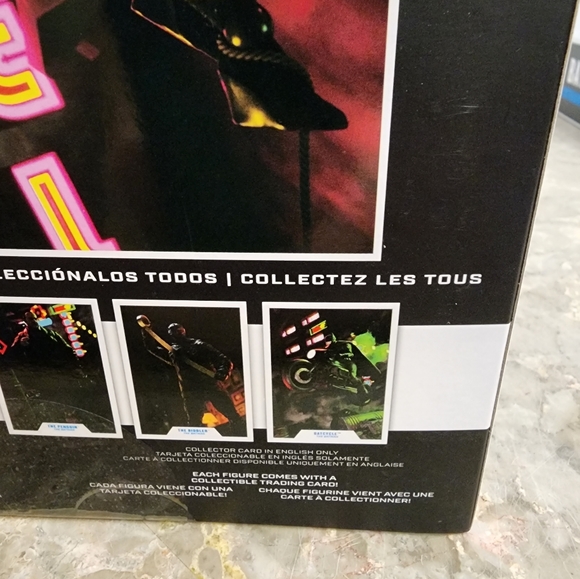 LECCIÓNALOS TODOS | COLLECTEZ LES TOUS
THE PENGUIN
THE RIDDLER
BATCYCLE
COLLECTOR CARD IN ENGLISH ONLY
TARJETA COLECCIONABLE EN INGLÉS SOLAMENTE
CARTE À COLLECTIONNER DISPONIBLE UNIQUEMENT EN ANGLAISE
EACH FIGURE COMES WITH A
COLLECTIBLE TRADING CARD!
CADA FIGURA VIENE CON UNA
TARJETA COLECCIONABLE!
CHAQUE FIGURINE VIENT AVEC UNE
CARTE À COLLECTIONNER!